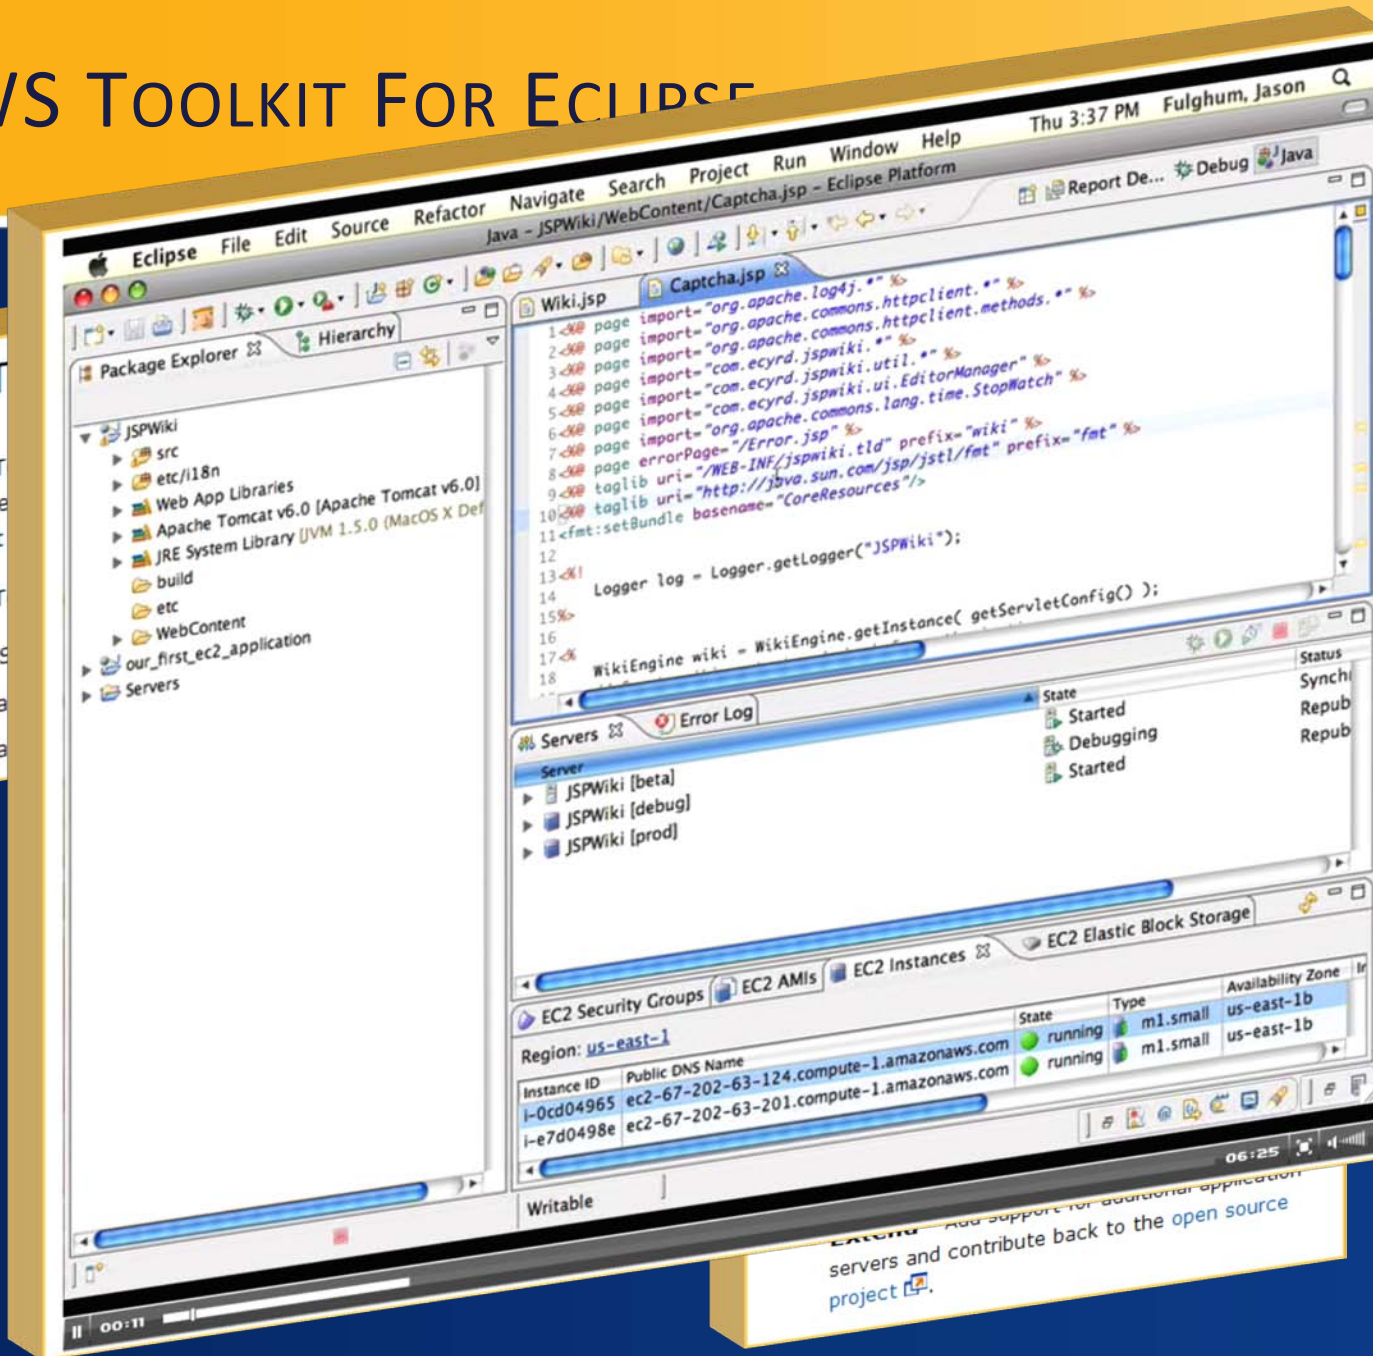 TOOLKIT FOR ECLIPSE
Eclipse File Edit Source Refactor Navigate Search Project Run Window Help Thu 3:37 PM Fulghum, Jason
Java – JSPWiki/WebContent/Captcha.jsp – Eclipse Platform
Report De... Debug Java
Package Explorer Hierarchy
JSPWiki
src
etc/i18n
Web App Libraries
Apache Tomcat v6.0 [Apache Tomcat v6.0]
JRE System Library [JVM 1.5.0 (MacOS X Def
build
etc
WebContent
our_first_ec2_application
Servers
Wiki.jsp Captcha.jsp
1 <%@ page import="org.apache.log4j.*" %>
2 <%@ page import="org.apache.commons.httpclient.*" %>
3 <%@ page import="org.apache.commons.httpclient.methods.*" %>
4 <%@ page import="com.ecyrd.jspwiki.*" %>
5 <%@ page import="com.ecyrd.jspwiki.util.*" %>
6 <%@ page import="com.ecyrd.jspwiki.ui.EditorManager" %>
7 <%@ page import="org.apache.commons.lang.time.StopWatch" %>
8 <%@ page errorPage="/Error.jsp" %>
9 <%@ taglib uri="/WEB-INF/jspwiki.tld" prefix="wiki" %>
10 <%@ taglib uri="http://java.sun.com/jsp/jstl/fmt" prefix="fmt" %>
11 <fmt:setBundle basename="CoreResources"/>
12
13 <%!
14 Logger log = Logger.getLogger("JSPWiki");
15 %>
16
17 <%
18 WikiEngine wiki = WikiEngine.getInstance( getServletConfig() );
Servers Error Log
Server State Status
JSPWiki [beta] Started Synchi
JSPWiki [debug] Debugging Repub
JSPWiki [prod] Started Repub
EC2 Security Groups EC2 AMIs EC2 Instances EC2 Elastic Block Storage
Region: us-east-1
Instance ID Public DNS Name State Type Availability Zone
i-0cd04965 ec2-67-202-63-124.compute-1.amazonaws.com running m1.small us-east-1b
i-e7d0498e ec2-67-202-63-201.compute-1.amazonaws.com running m1.small us-east-1b
Writable
00:11 06:25
Extend Add support for additional application
servers and contribute back to the open source
project.